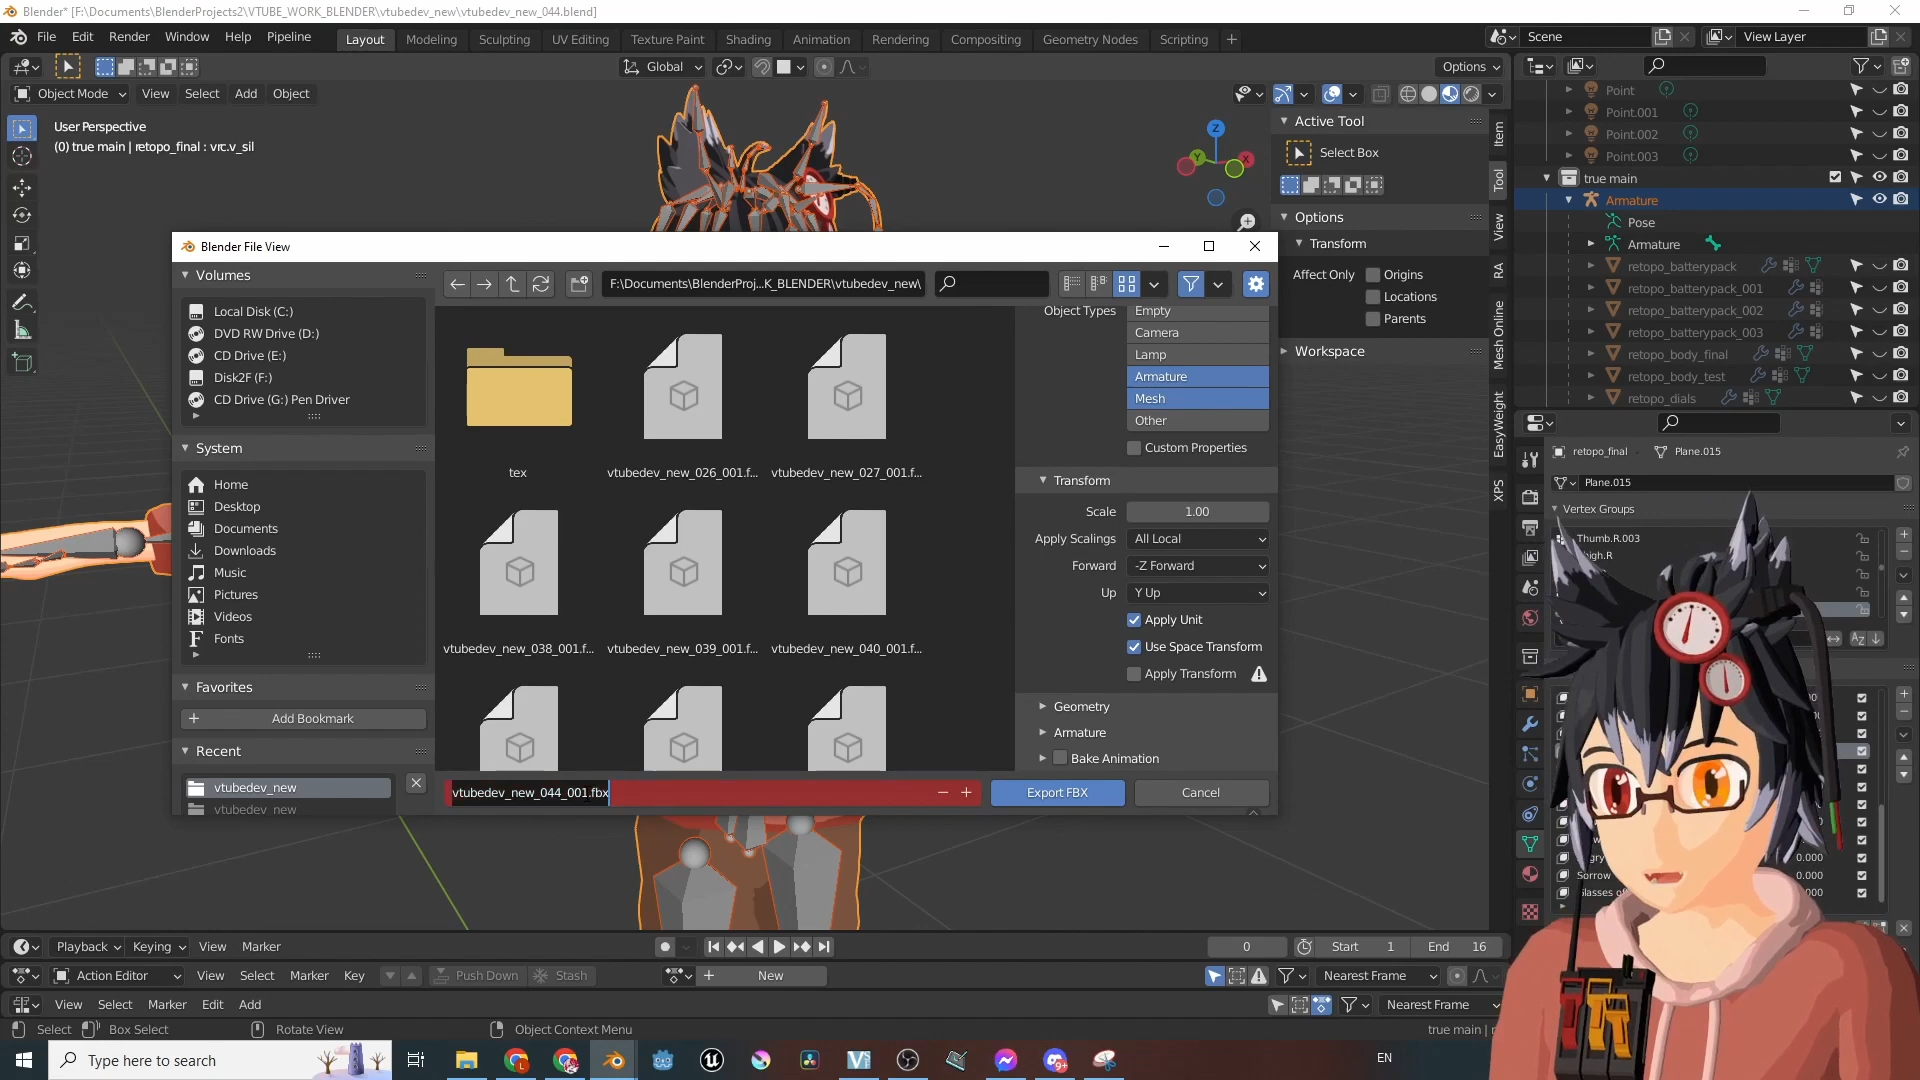 Blender* [F:\Documents\BlenderProjects2\VTUBE_WORK_BLENDER\vtubedev_new\vtubedev_new_044.blend]
File Edit Render Window Help Pipeline Layout Modeling Sculpting UV Editing Texture Paint Shading Animation Rendering Compositing Geometry Nodes Scripting + Scene View Layer
Global Options
Object Mode View Select Add Object
User Perspective
(0) true main | retopo_final : vrc.v_sil
Z
Y
X
Active Tool
Select Box
Options
Transform
Affect Only Origins
Locations
Parents
Workspace
Item
Tool
View
RA
Mesh Online
EasyWeight
XPS
Point
Point.001
Point.002
Point.003
true main
Armature
Pose
Armature
retopo_batterypack
retopo_batterypack_001
retopo_batterypack_002
retopo_batterypack_003
retopo_body_final
retopo_body_test
retopo_dials
retopo_final Plane.015
Plane.015
Vertex Groups
Thumb.R.003
high.R
Sorrow 0.000
Blender File View
Volumes
Local Disk (C:)
DVD RW Drive (D:)
CD Drive (E:)
Disk2F (F:)
CD Drive (G:) Pen Driver
System
Home
Desktop
Documents
Downloads
Music
Pictures
Videos
Fonts
Favorites
+ Add Bookmark
Recent
vtubedev_new
vtubedev_new
F:\Documents\BlenderProj...K_BLENDER\vtubedev_new\
tex
vtubedev_new_026_001.f...
vtubedev_new_027_001.f...
vtubedev_new_038_001.f...
vtubedev_new_039_001.f...
vtubedev_new_040_001.f...
Object Types Empty
Camera
Lamp
Armature
Mesh
Other
Custom Properties
Transform
Scale 1.00
Apply Scalings All Local
Forward -Z Forward
Up Y Up
Apply Unit
Use Space Transform
Apply Transform
Geometry
Armature
Bake Animation
vtubedev_new_044_001.fbx − + Export FBX Cancel
Playback Keying View Marker 0 Start 1 End 16
Action Editor View Select Marker Key Push Down Stash + New Nearest Frame
View Select Marker Edit Add Nearest Frame
Select Box Select Rotate View Object Context Menu true main |
Type here to search EN